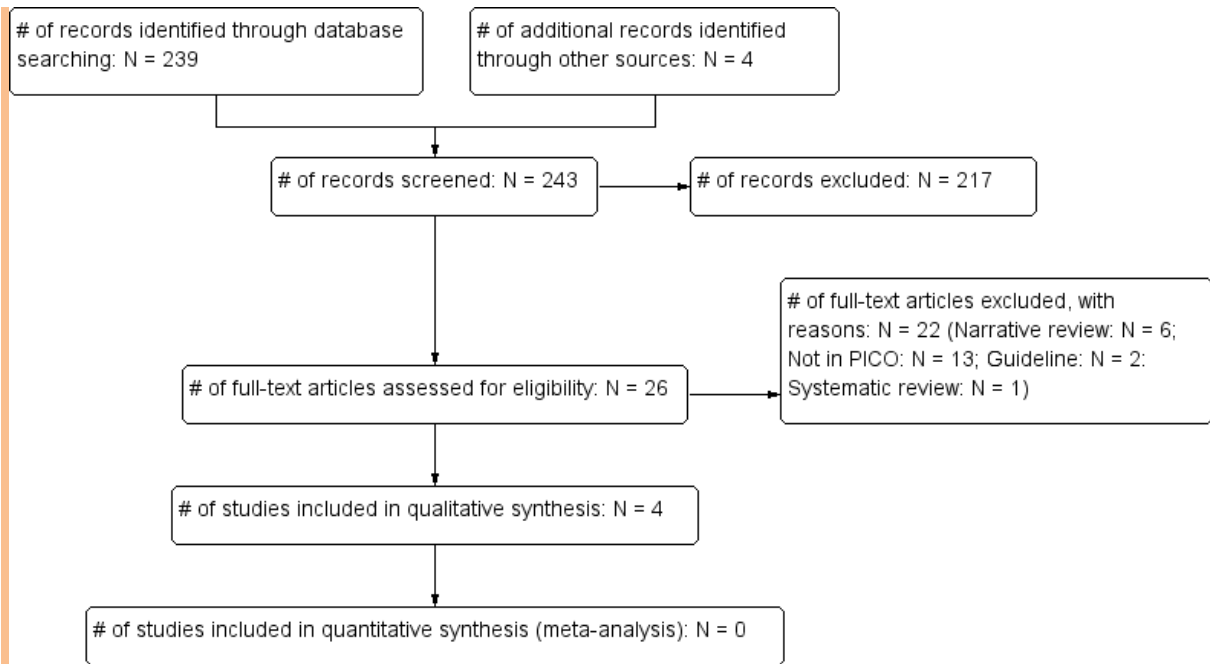 # of records identified through database
searching: N = 239
# of additional records identified
through other sources: N = 4
# of records screened: N = 243
# of records excluded: N = 217
# of full-text articles excluded, with
reasons: N = 22 (Narrative review: N = 6;
Not in PICO: N = 13; Guideline: N = 2:
Systematic review: N = 1)
# of full-text articles assessed for eligibility: N = 26
# of studies included in qualitative synthesis: N = 4
# of studies included in quantitative synthesis (meta-analysis): N = 0